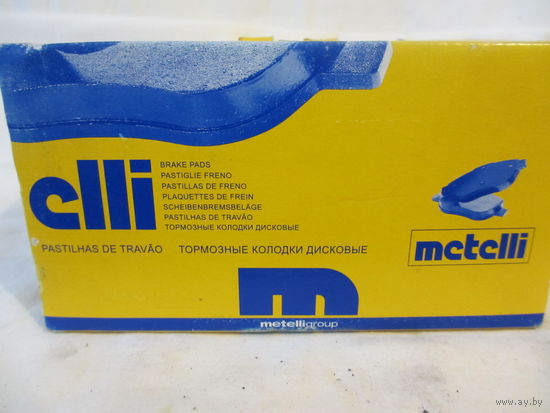 elli
BRAKE PADS
PASTIGLIE FRENO
PASTILLAS DE FRENO
PLAQUETTES DE FREIN
SCHEIBENBREMSBELÄGE
PASTILHAS DE TRAVÃO
ТОРМОЗНЫЕ КОЛОДКИ ДИСКОВЫЕ
PASTILHAS DE TRAVÃO ТОРМОЗНЫЕ КОЛОДКИ ДИСКОВЫЕ
metelli
m
metelligroup
www.ay.by